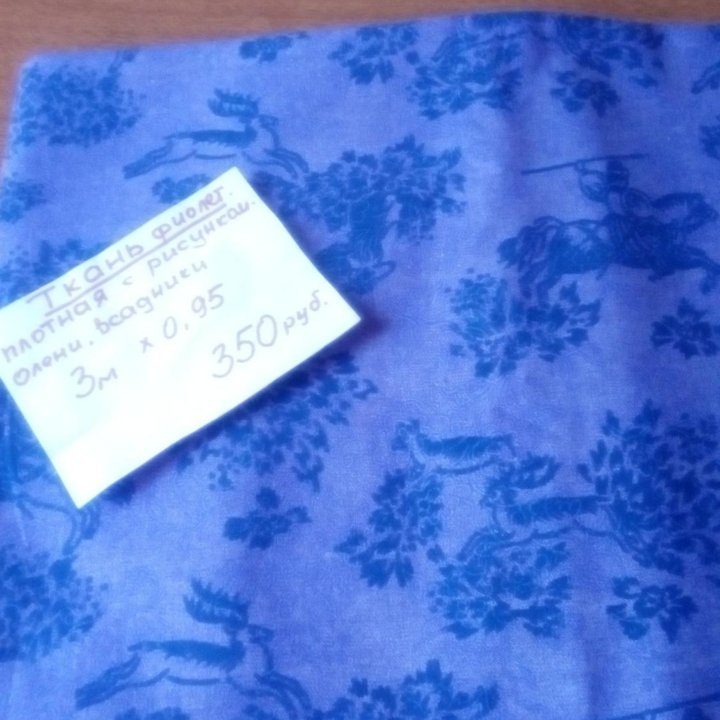 Ткань фиолет.
плотная с рисунком.
Олени. всадники
3м х 0,95
350 руб.